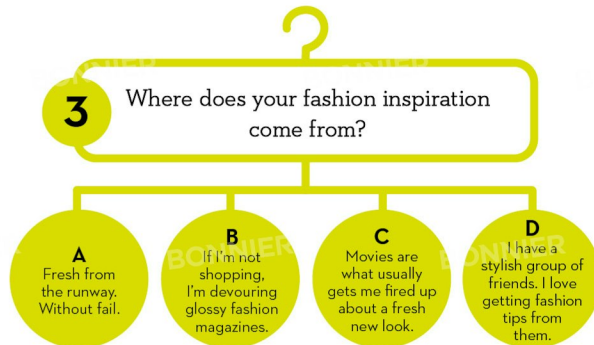 3
Where does your fashion inspiration
come from?
A
Fresh from
the runway.
Without fail.
B
If I'm not
shopping,
I'm devouring
glossy fashion
magazines.
C
Movies are
what usually
gets me fired up
about a fresh
new look.
D
I have a
stylish group of
friends. I love
getting fashion
tips from
them.
BONNIER
BONNIER
BONNIER
BONNIER